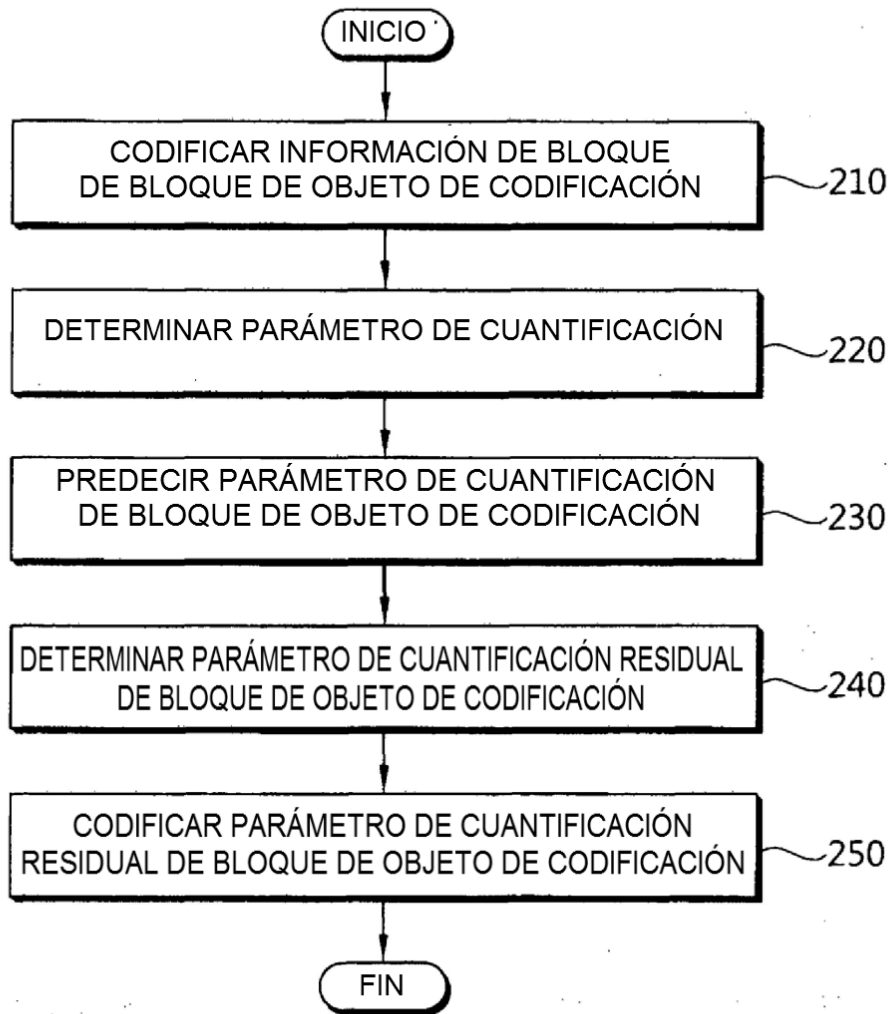 INICIO
CODIFICAR INFORMACIÓN DE BLOQUE
DE BLOQUE DE OBJETO DE CODIFICACIÓN
210
DETERMINAR PARÁMETRO DE CUANTIFICACIÓN
220
PREDECIR PARÁMETRO DE CUANTIFICACIÓN
DE BLOQUE DE OBJETO DE CODIFICACIÓN
230
DETERMINAR PARÁMETRO DE CUANTIFICACIÓN RESIDUAL
DE BLOQUE DE OBJETO DE CODIFICACIÓN
240
CODIFICAR PARÁMETRO DE CUANTIFICACIÓN
RESIDUAL DE BLOQUE DE OBJETO DE CODIFICACIÓN
250
FIN